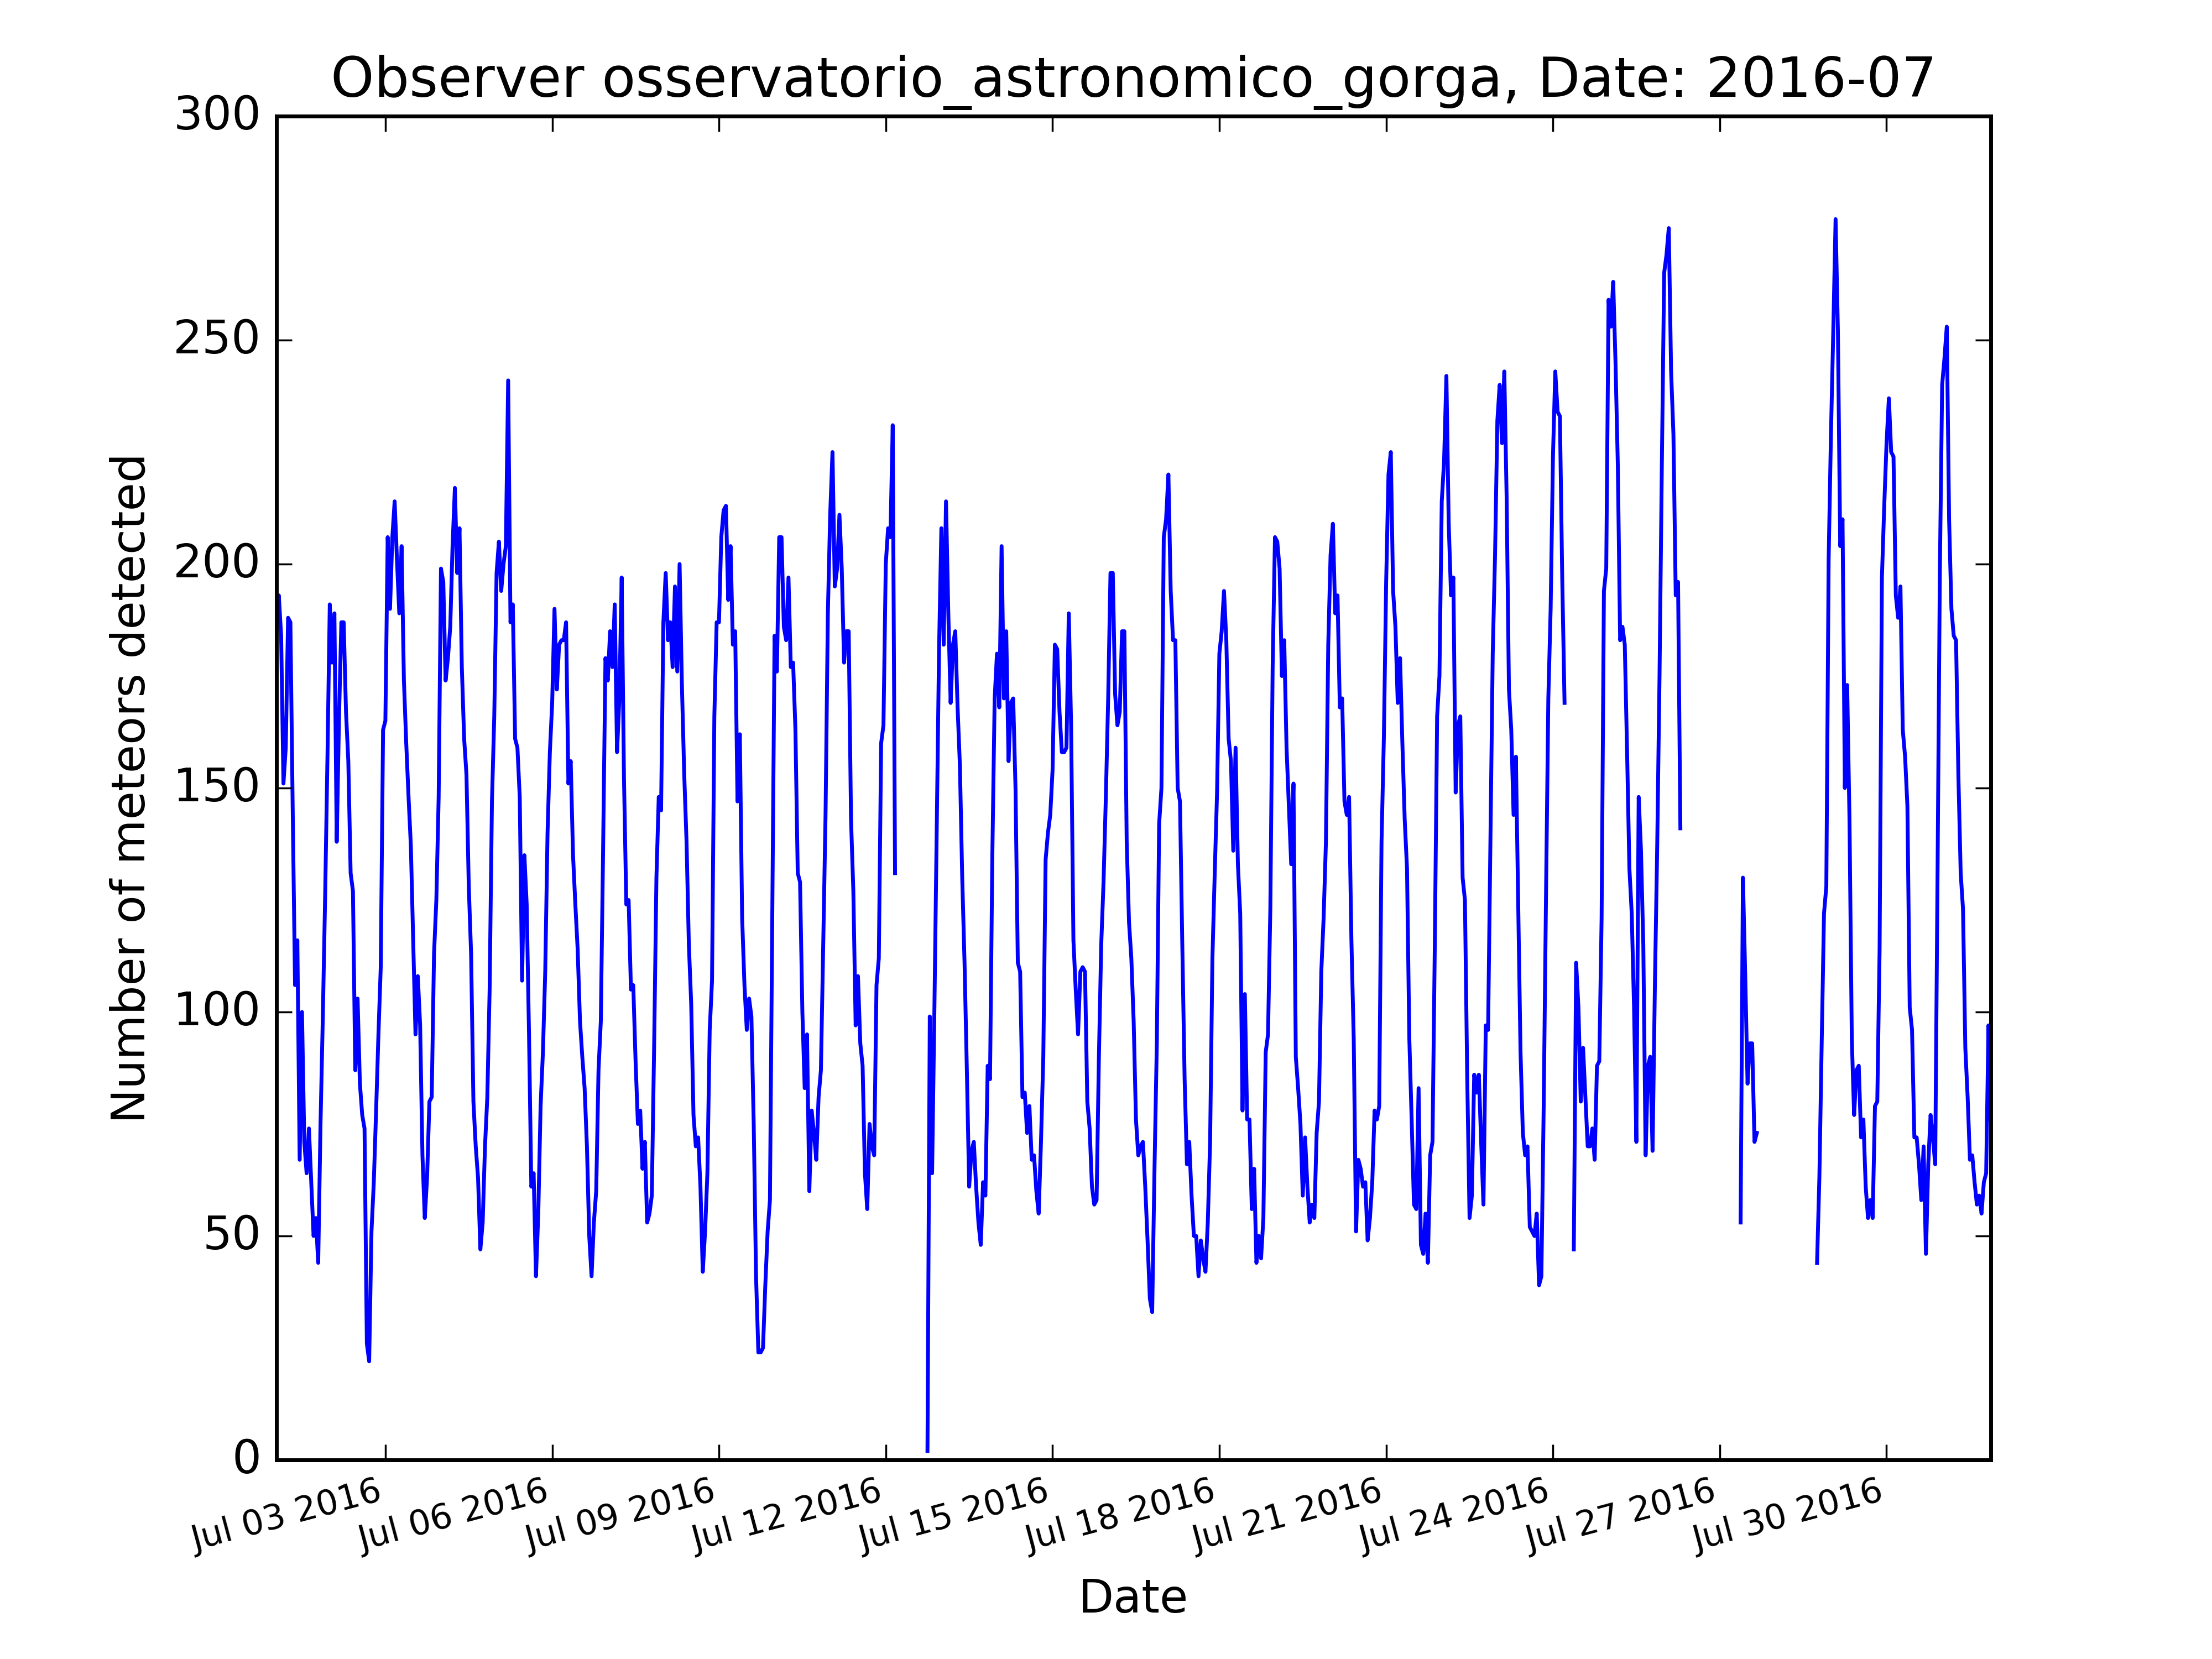 Observer osservatorio_astronomico_gorga, Date: 2016-07
Number of meteors detected
300
250
200
150
100
50
0
Jul 03 2016
Jul 06 2016
Jul 09 2016
Jul 12 2016
Jul 15 2016
Jul 18 2016
Jul 21 2016
Jul 24 2016
Jul 27 2016
Jul 30 2016
Date